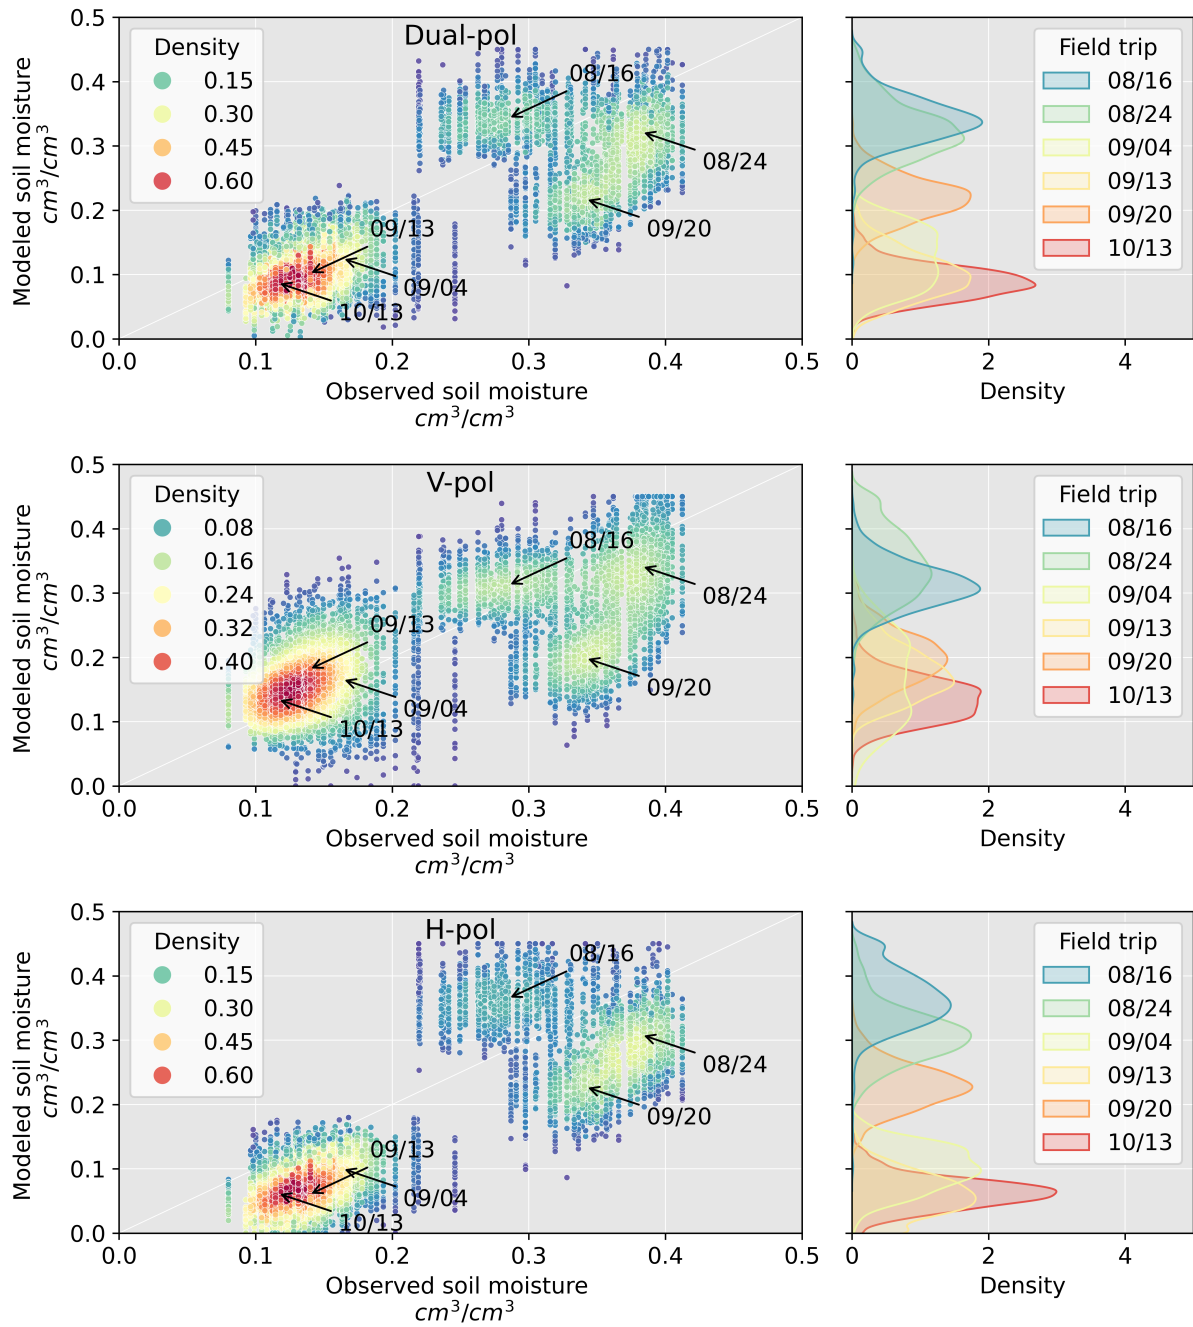 Dual-pol
Density
0.15
0.30
0.45
0.60
08/16
08/24
09/20
09/13
09/04
10/13
0.5
0.4
0.3
0.2
0.1
0.0
Modeled soil moisture
cm³/cm³
0.0 0.1 0.2 0.3 0.4 0.5
Observed soil moisture
cm³/cm³
Field trip
08/16
08/24
09/04
09/13
09/20
10/13
0 2 4
Density
V-pol
Density
0.08
0.16
0.24
0.32
0.40
08/16
08/24
09/20
09/13
09/04
10/13
0.5
0.4
0.3
0.2
0.1
0.0
Modeled soil moisture
cm³/cm³
0.0 0.1 0.2 0.3 0.4 0.5
Observed soil moisture
cm³/cm³
Field trip
08/16
08/24
09/04
09/13
09/20
10/13
0 2 4
Density
H-pol
Density
0.15
0.30
0.45
0.60
08/16
08/24
09/20
09/13
09/04
10/13
0.5
0.4
0.3
0.2
0.1
0.0
Modeled soil moisture
cm³/cm³
0.0 0.1 0.2 0.3 0.4 0.5
Observed soil moisture
cm³/cm³
Field trip
08/16
08/24
09/04
09/13
09/20
10/13
0 2 4
Density